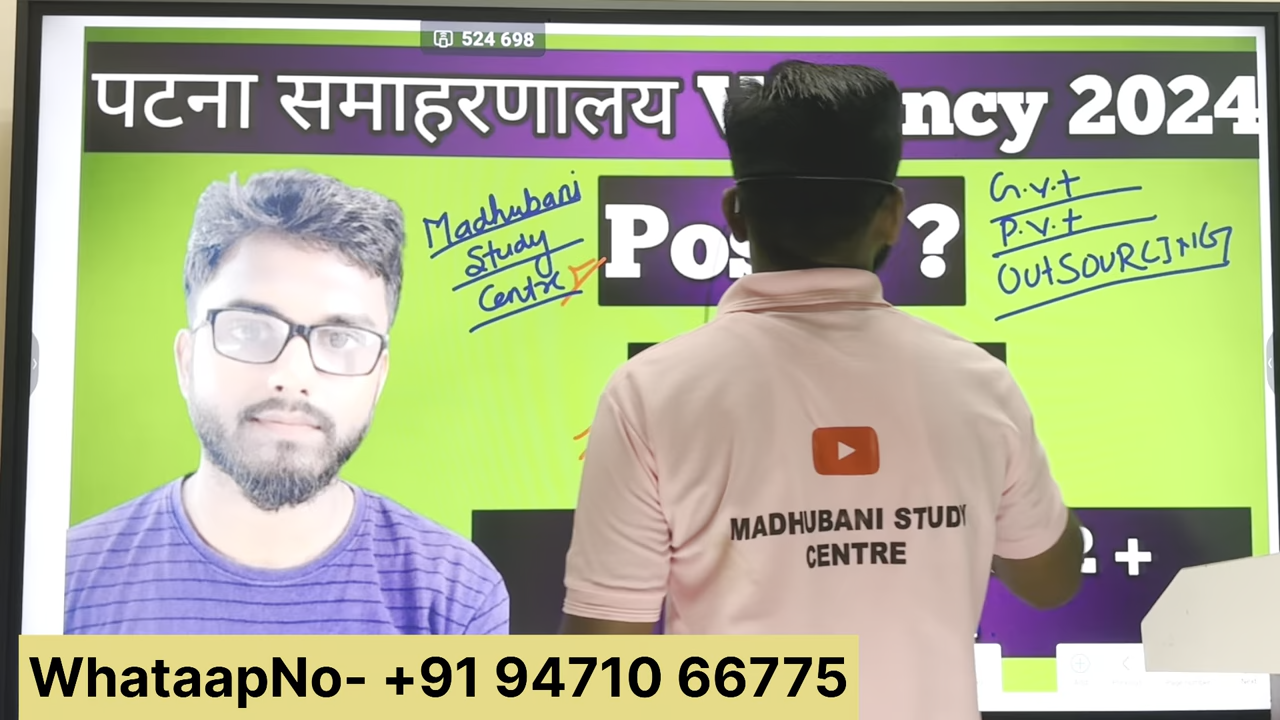 524 698
पटना समाहरणालय ncy 2024
Madhubani
Study
Centre
?
G.v.t
P.v.t
OUTSOURCING
MADHUBANI STUDY
CENTRE
2 +
WhataapNo- +91 94710 66775